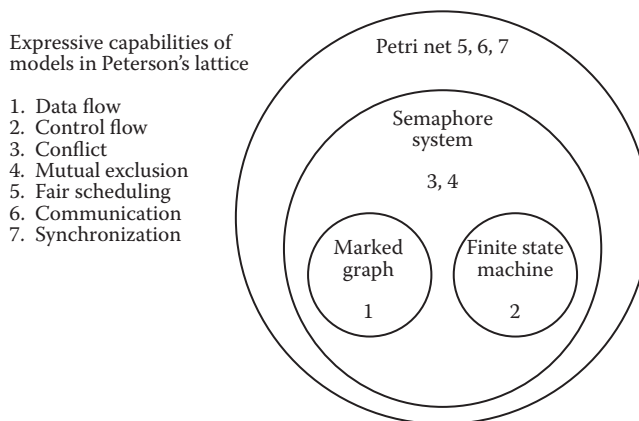 Expressive capabilities of
models in Peterson's lattice
1. Data flow
2. Control flow
3. Conflict
4. Mutual exclusion
5. Fair scheduling
6. Communication
7. Synchronization
Petri net 5, 6, 7
Semaphore
system
3, 4
Marked
graph
1
Finite state
machine
2